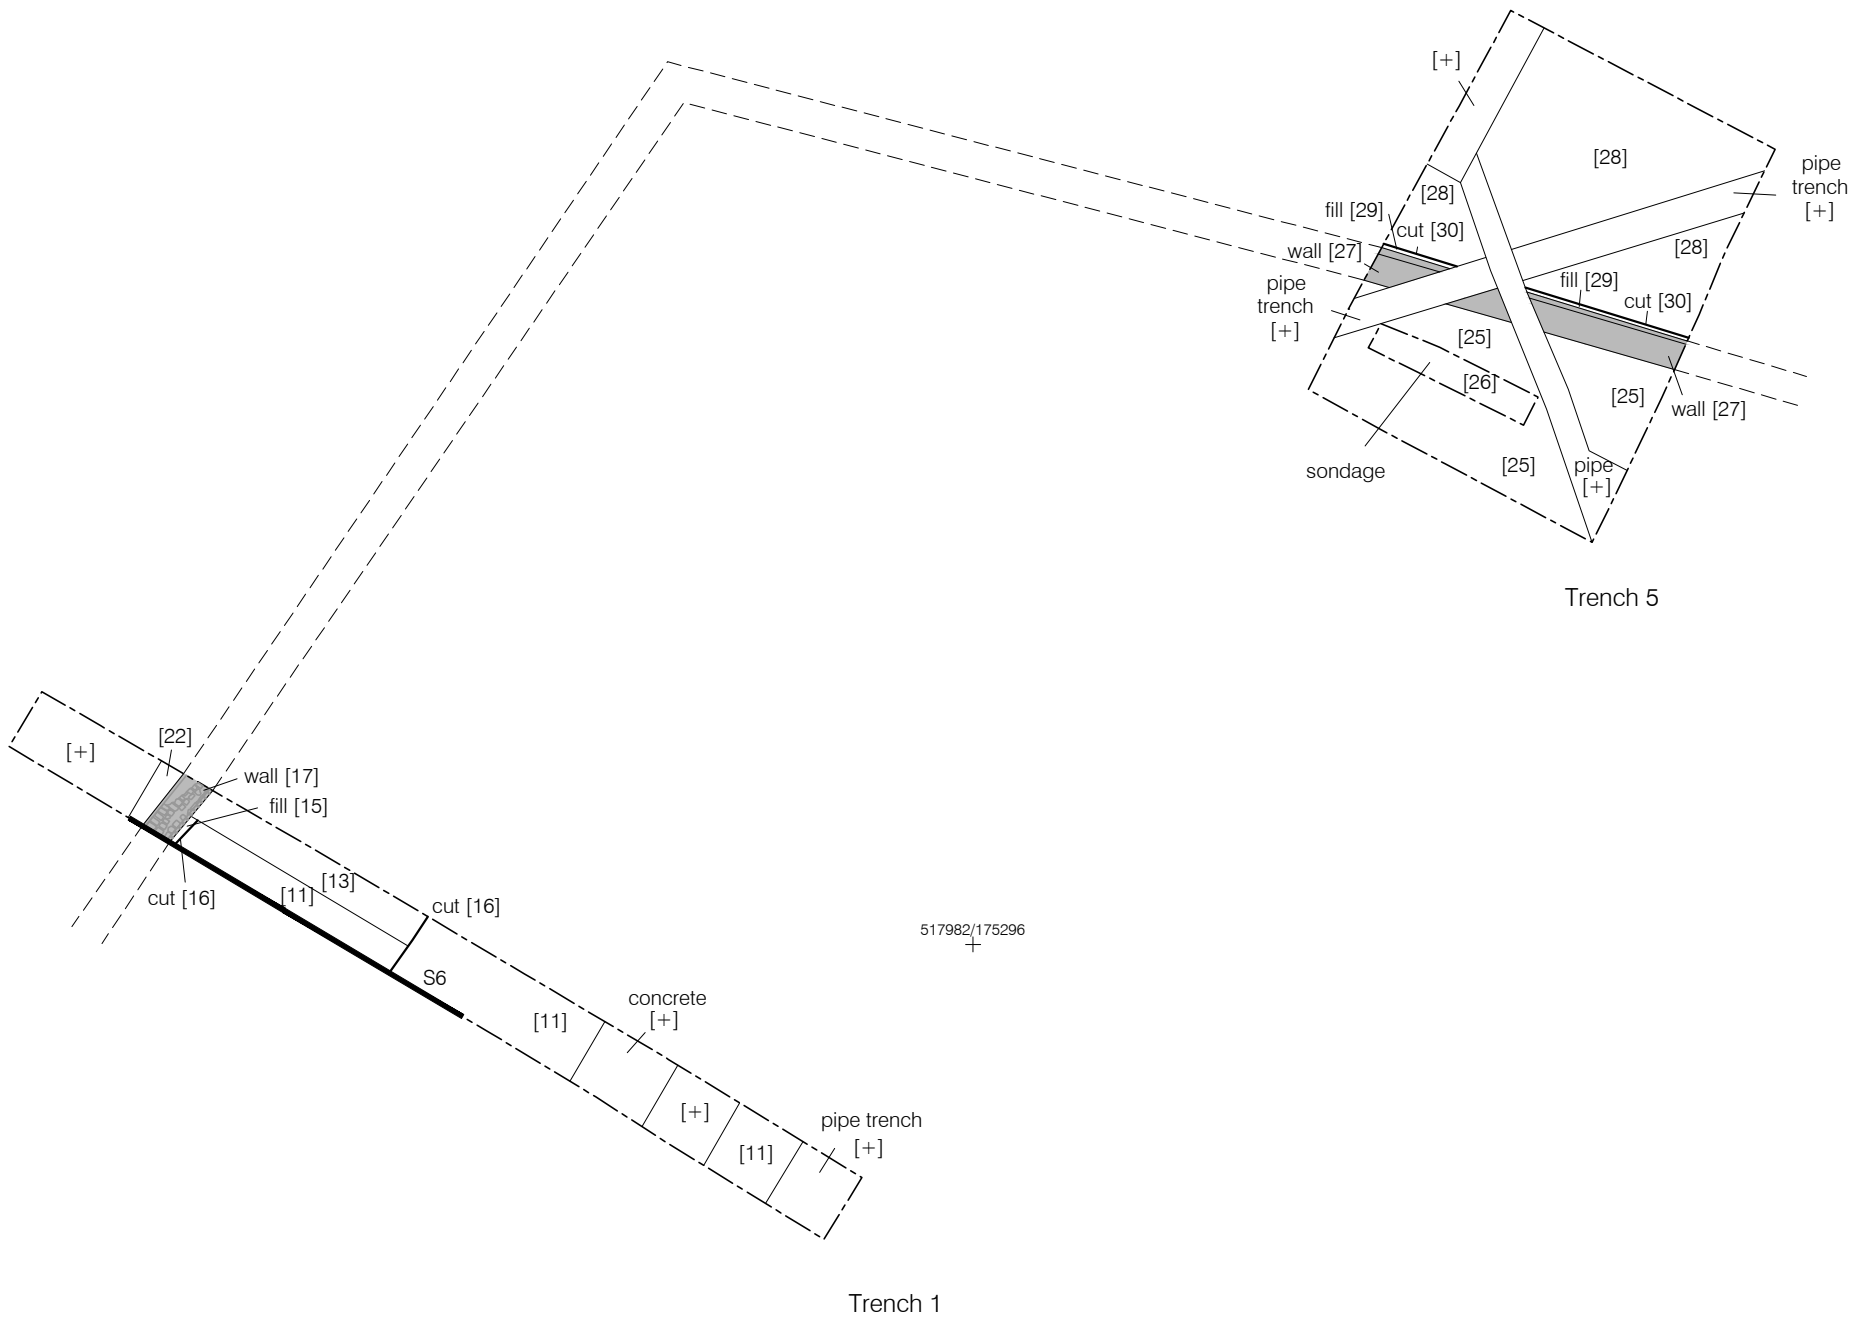 [+]
[28]
pipe
trench
[+]
[28]
fill [29]
cut [30]
wall [27]
[28]
pipe
trench
[+]
fill [29]
cut [30]
[25]
[26]
[25]
wall [27]
sondage
[25]
pipe
[+]
Trench 5
[22]
[+]
wall [17]
fill [15]
[13]
[11]
cut [16]
cut [16]
517982/175296
S6
concrete
[+]
[11]
[+]
pipe trench
[+]
[11]
Trench 1